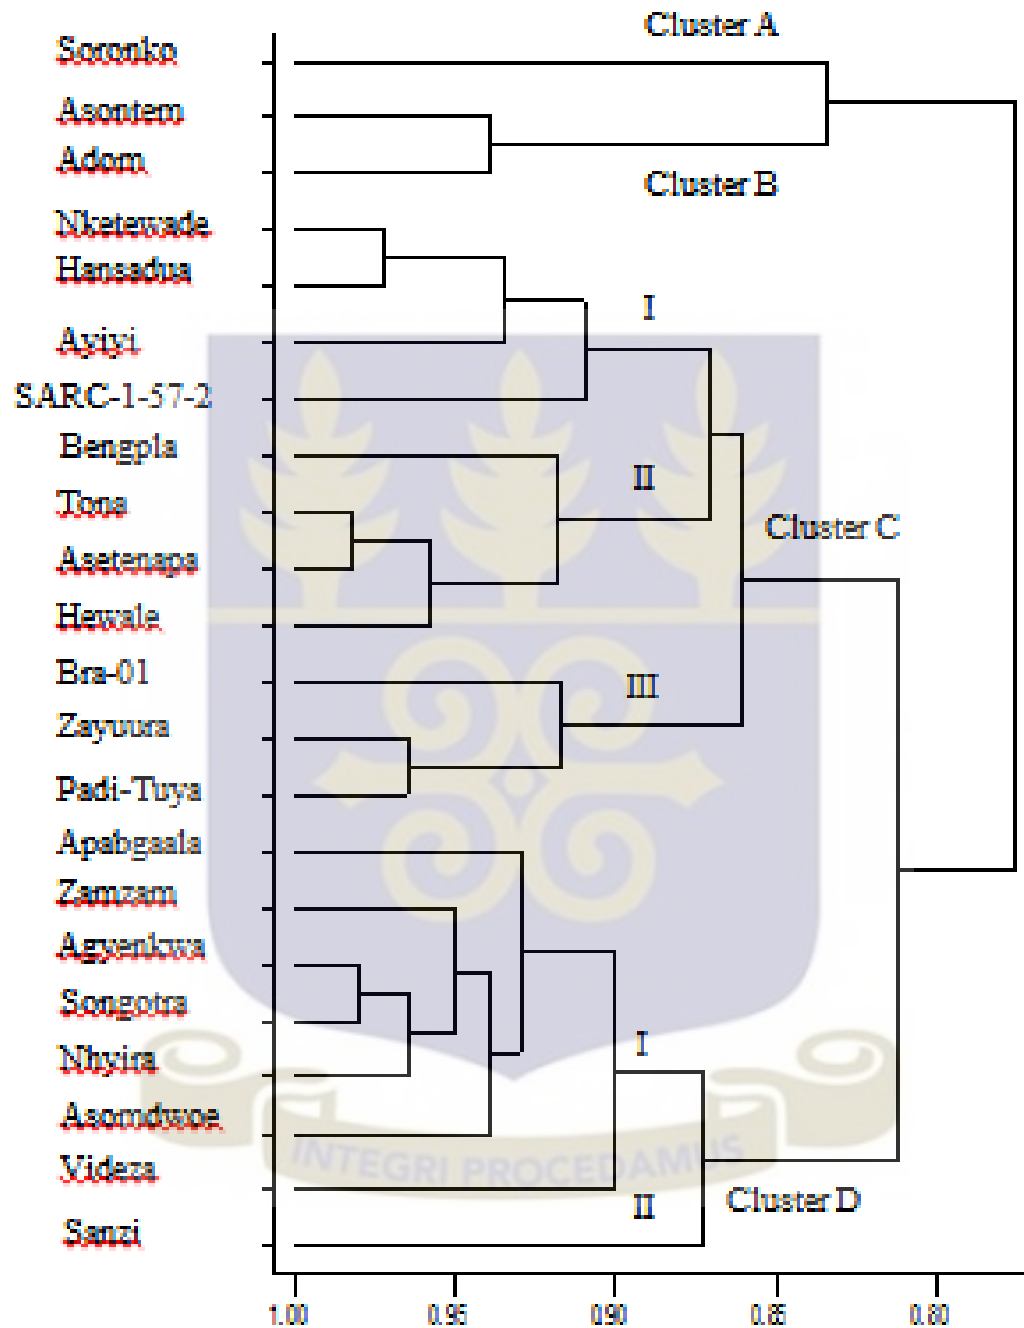 Cluster A
Soronko
Asontem
Adom
Cluster B
Nketewade
Hansadua
I
Ayiyi
SARC-1-57-2
Bengpla
II
Tona
Cluster C
Asetenapa
Hewale
Bra-01
III
Zayuura
Padi-Tuya
Apabgaala
Zamzam
Agyenkwa
Songotra
I
Nhyira
Asomdwoe
INTEGRI PROCEDAMUS
Videza
Cluster D
II
Sanzi
1.00 0.95 0.90 0.85 0.80